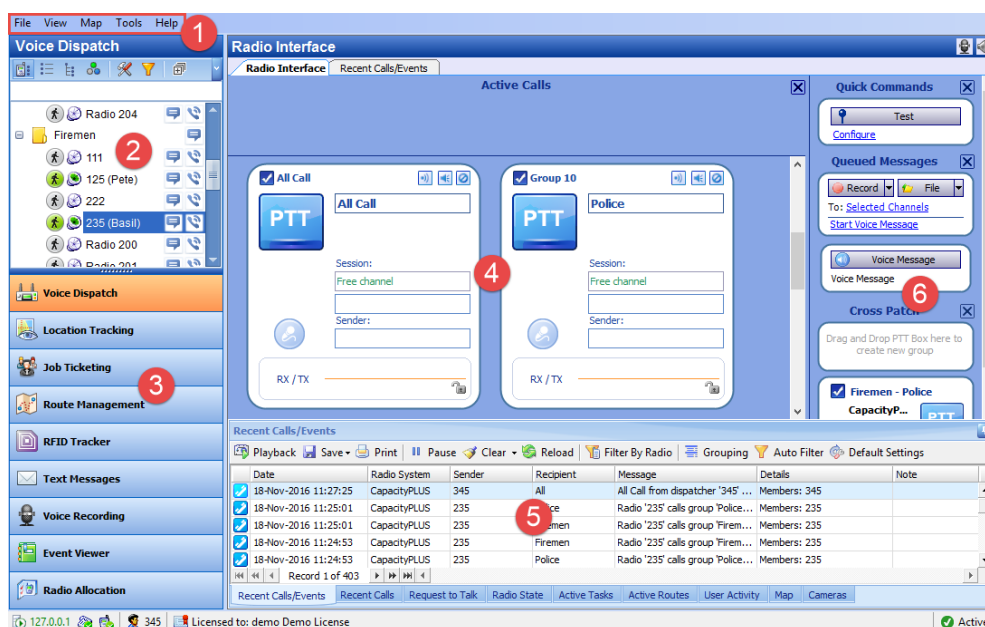 File View Map Tools Help
1
Voice Dispatch
Radio 204
Firemen
111
2
125 (Pete)
222
235 (Basil)
Radio 200
Radio 201
Voice Dispatch
Location Tracking
Job Ticketing
3
Route Management
RFID Tracker
Text Messages
Voice Recording
Event Viewer
Radio Allocation
Radio Interface
Radio Interface Recent Calls/Events
Active Calls
All Call
PTT
All Call
Session:
Free channel
Sender:
RX / TX
4
Group 10
PTT
Police
Session:
Free channel
Sender:
RX / TX
Quick Commands
Test
Configure
Queued Messages
Record File
To: Selected Channels
Start Voice Message
Voice Message
Voice Message
6
Cross Patch
Drag and Drop PTT Box here to
create new group
Firemen - Police
CapacityP... PTT
Recent Calls/Events
Playback Save Print Pause Clear Reload Filter By Radio Grouping Auto Filter Default Settings
Date Radio System Sender Recipient Message Details Note
18-Nov-2016 11:27:25 CapacityPLUS 345 All All Call from dispatcher '345' ... Members: 345
18-Nov-2016 11:25:01 CapacityPLUS 235 Radio '235' calls group 'Police... Members: 235
18-Nov-2016 11:25:01 CapacityPLUS 235 Radio '235' calls group 'Firem... Members: 235
5
18-Nov-2016 11:24:53 CapacityPLUS 235 Firemen Radio '235' calls group 'Firem... Members: 235
18-Nov-2016 11:24:53 CapacityPLUS 235 Police Radio '235' calls group 'Police... Members: 235
Record 1 of 403
Recent Calls/Events Recent Calls Request to Talk Radio State Active Tasks Active Routes User Activity Map Cameras
127.0.0.1 345 Licensed to: demo Demo License Active